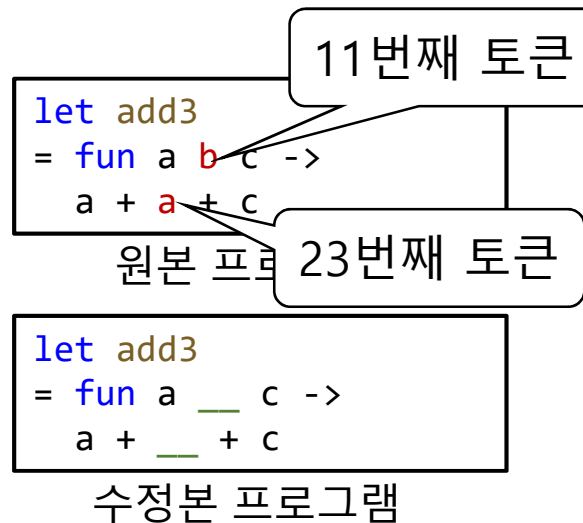 11번째 토큰
let add3
= fun a b c ->
a + a + c
원본 프로
23번째 토큰
let add3
= fun a __ c ->
a + __ + c
수정본 프로그램